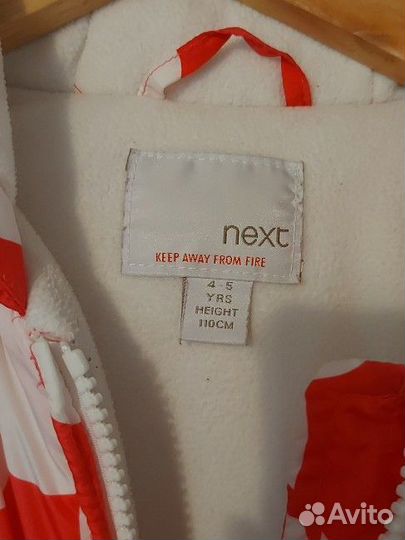 next
KEEP AWAY FROM FIRE
4-5
YRS
HEIGHT
110CM
Avito